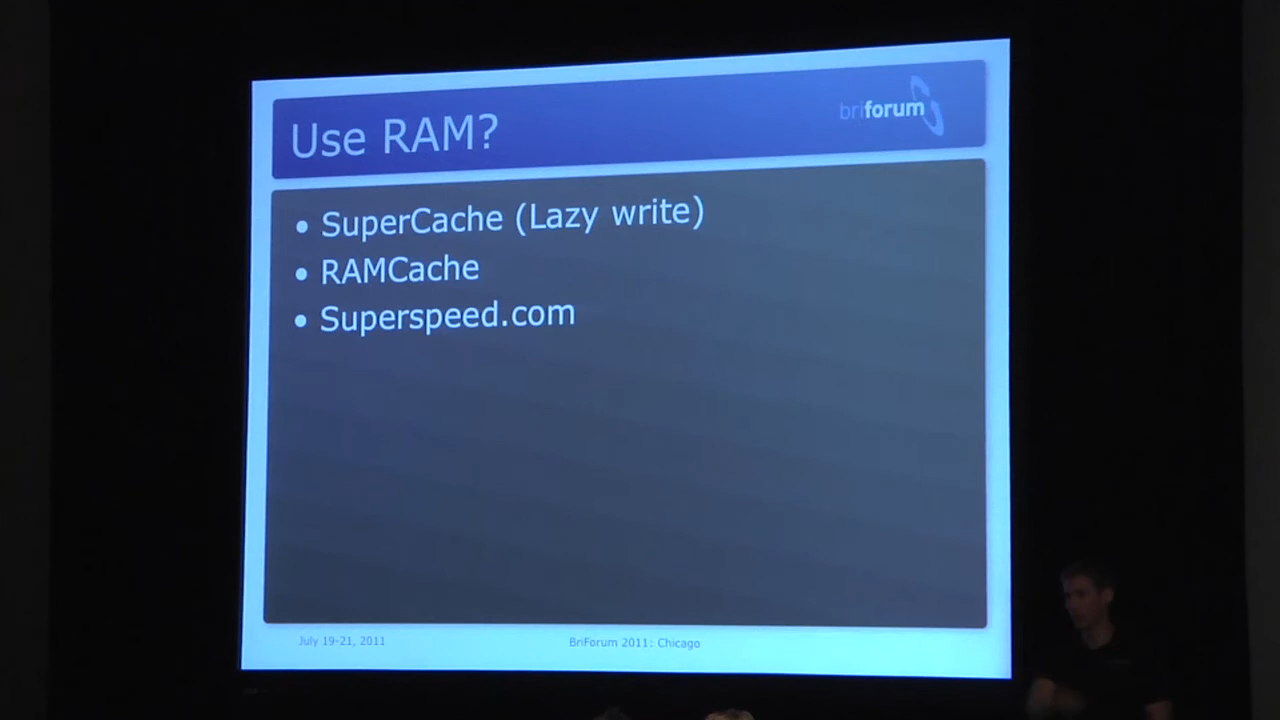 briforum
Use RAM?
• SuperCache (Lazy write)
• RAMCache
• Superspeed.com
July 19-21, 2011
BriForum 2011: Chicago